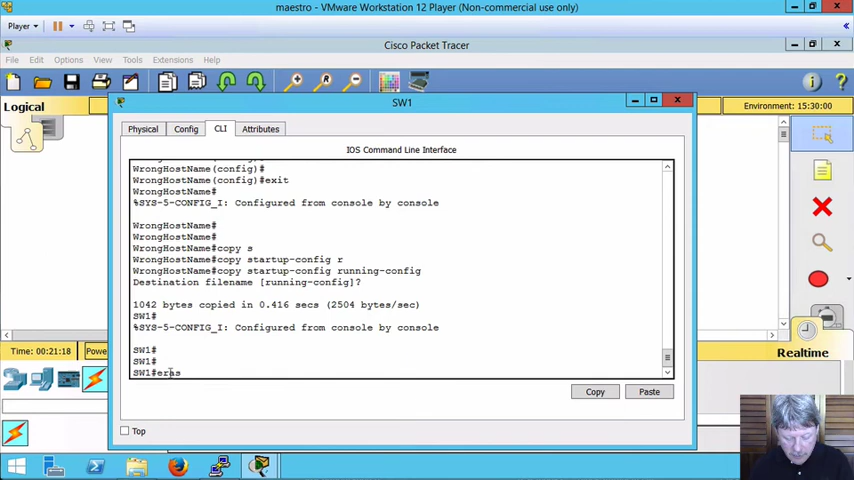 maestro - VMware Workstation 12 Player (Non-commercial use only)
Player
Cisco Packet Tracer
File Edit Options View Tools Extensions Help
Logical
Environment: 15:30:00
SW1
Physical Config CLI Attributes
IOS Command Line Interface
WrongHostName(config)#
WrongHostName(config)#exit
WrongHostName#
%SYS-5-CONFIG_I: Configured from console by console
WrongHostName#
WrongHostName#
WrongHostName#copy s
WrongHostName#copy startup-config r
WrongHostName#copy startup-config running-config
Destination filename [running-config]?
1042 bytes copied in 0.416 secs (2504 bytes/sec)
SW1#
%SYS-5-CONFIG_I: Configured from console by console
SW1#
SW1#
SW1#eras
Time: 00:21:18
Realtime
Copy Paste
Top